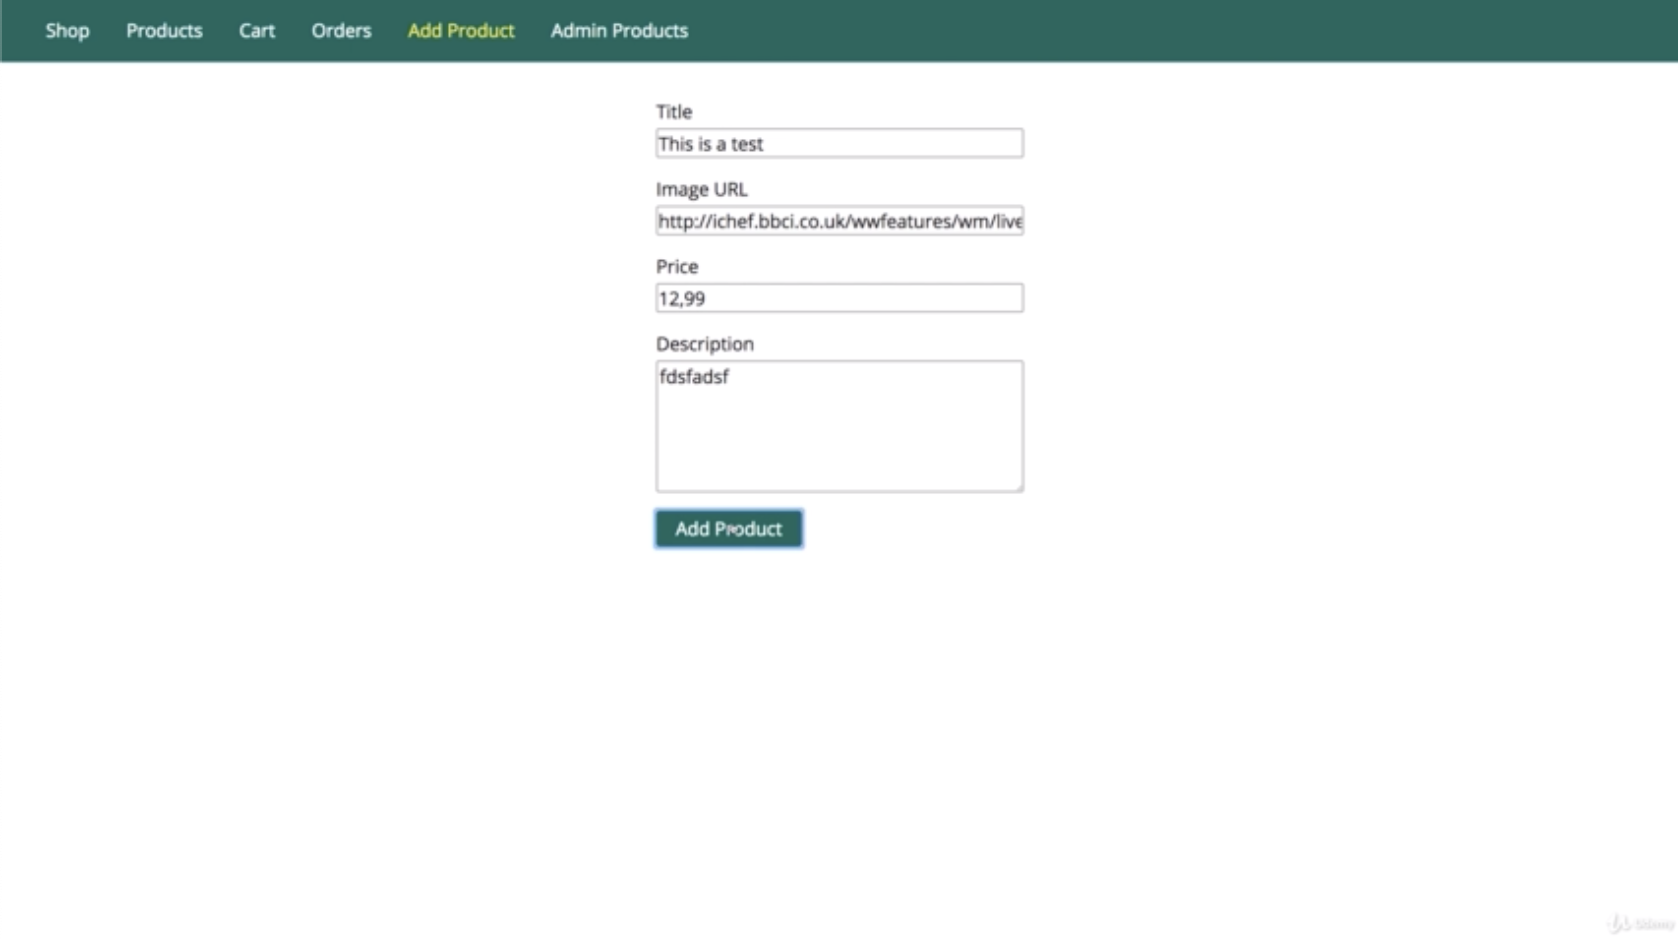 Shop Products Cart Orders Add Product Admin Products
Title
This is a test
Image URL
http://ichef.bbci.co.uk/wwfeatures/wm/live
Price
12,99
Description
fdsfadsf
Add Product
Udemy